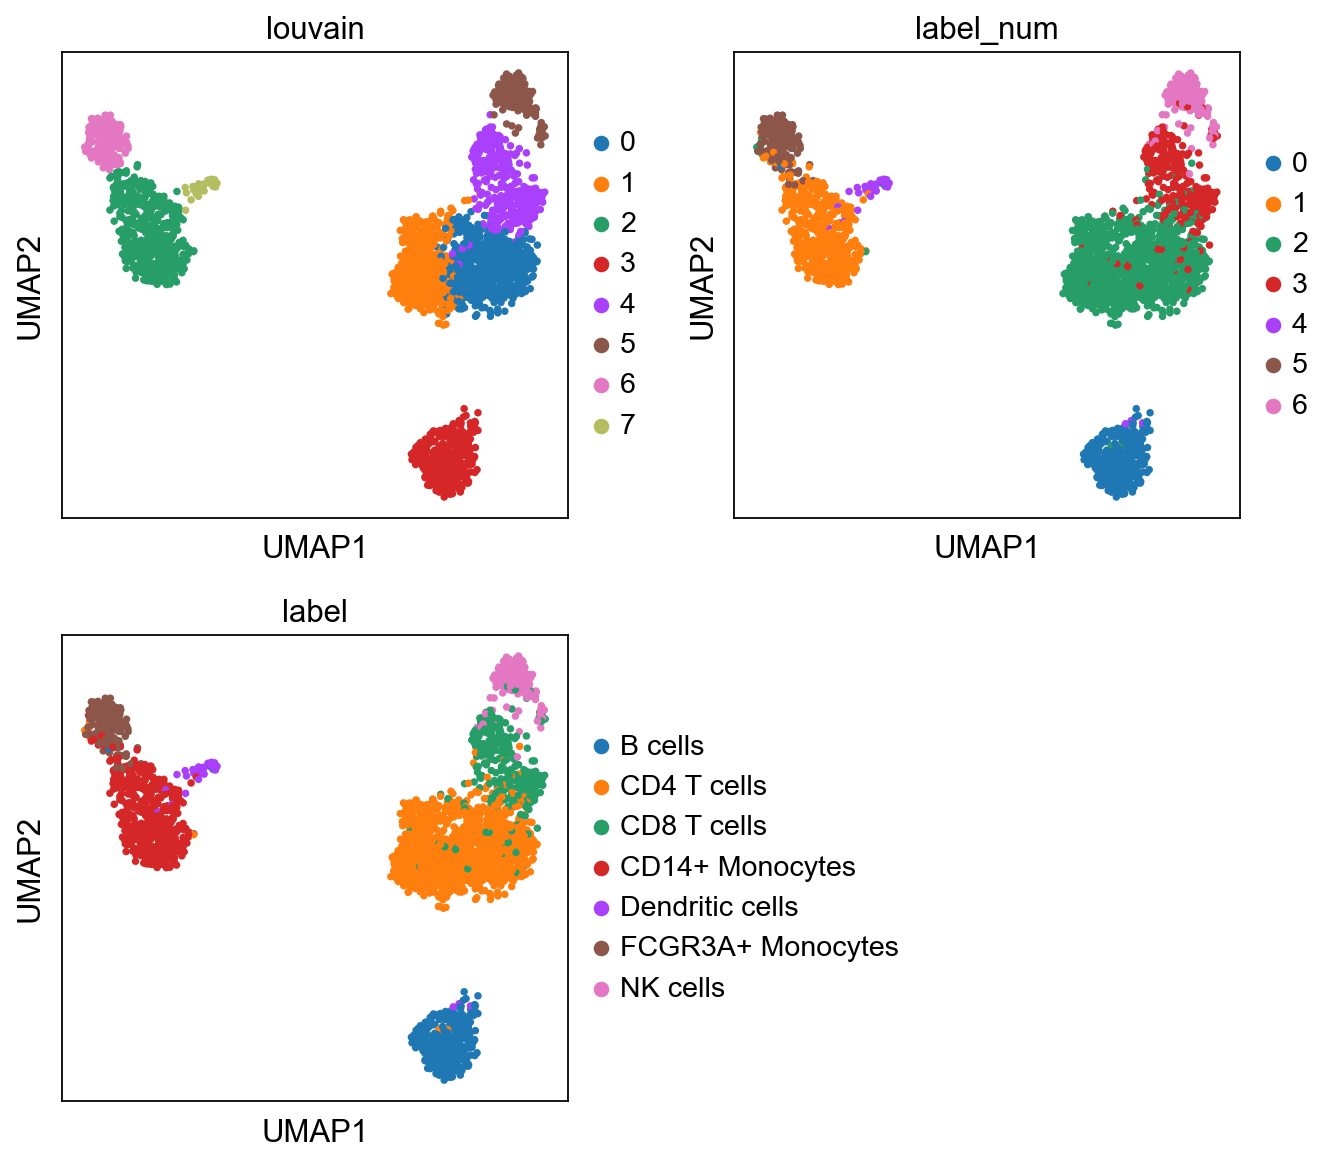 louvain
UMAP2
UMAP1
0
1
2
3
4
5
6
7
label_num
UMAP2
UMAP1
0
1
2
3
4
5
6
label
UMAP2
UMAP1
B cells
CD4 T cells
CD8 T cells
CD14+ Monocytes
Dendritic cells
FCGR3A+ Monocytes
NK cells